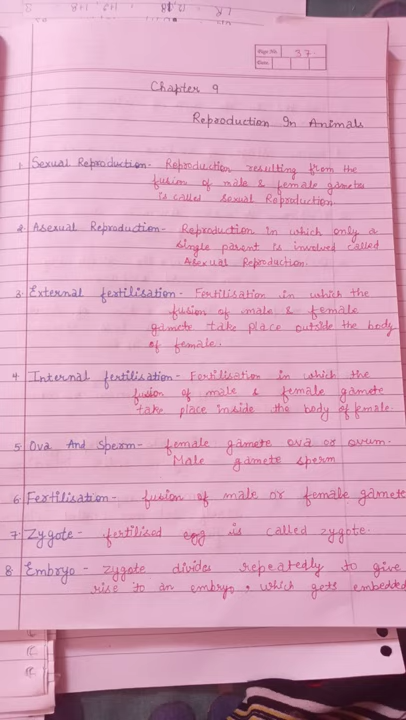 Page No. 37
Date
Chapter 9
Reproduction In Animals
1. Sexual Reproduction - Reproduction resulting from the
fusion of male & female gamete
is called sexual Reproduction.
2. Asexual Reproduction - Reproduction in which only a
single parent is involved called
Asexual Reproduction.
3. External fertilisation - Fertilisation in which the
fusion of male & female
gamete take place outside the body
of female.
4 Internal fertilisation - Fertilisation in which the
fusion of male & female gamete
take place inside the body of female.
5 Ova And Sperm - female gamete ova or ovum.
Male gamete sperm
6 Fertilisation - fusion of male or female gamete
7 Zygote - fertilised egg is called zygote.
8 Embryo - zygote divides repeatedly to give
rise to an embryo, which gets embedded